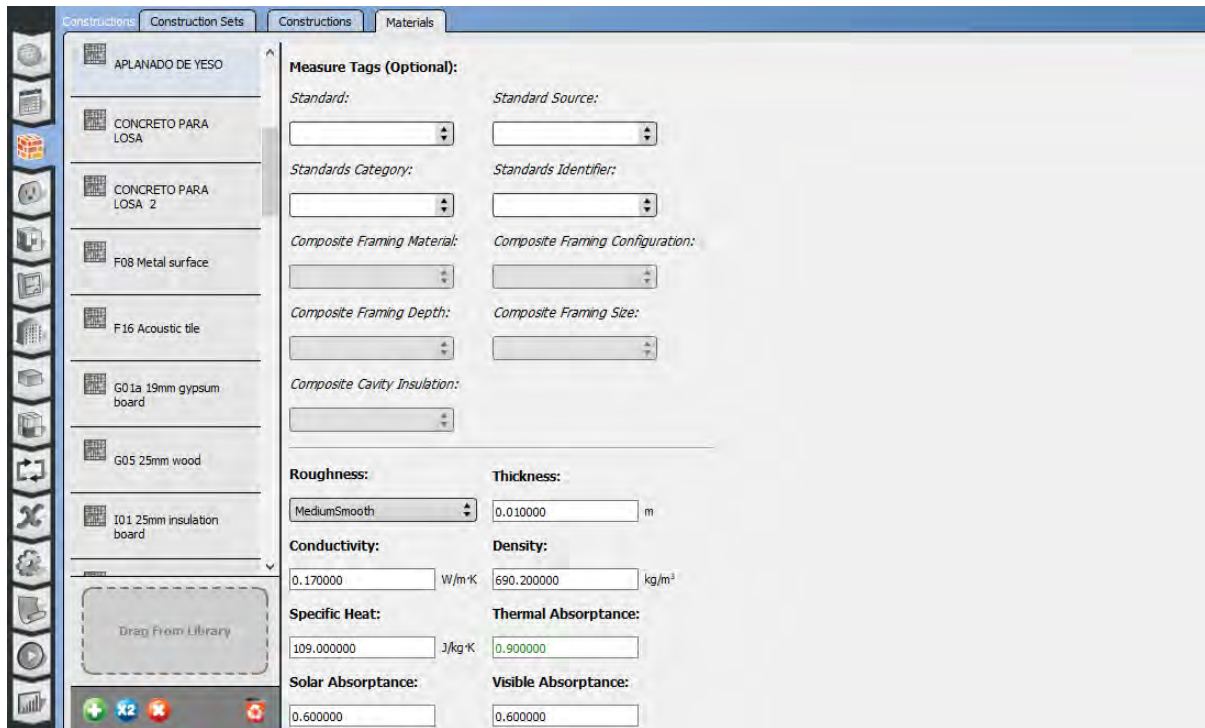 Constructions
Construction Sets
Constructions
Materials
APLANADO DE YESO
CONCRETO PARA
LOSA
CONCRETO PARA
LOSA 2
F08 Metal surface
F16 Acoustic tile
G01a 19mm gypsum
board
G05 25mm wood
I01 25mm insulation
board
Drag From Library
X2
Measure Tags (Optional):
Standard: Standard Source:
Standards Category: Standards Identifier:
Composite Framing Material: Composite Framing Configuration:
Composite Framing Depth: Composite Framing Size:
Composite Cavity Insulation:
Roughness: Thickness:
MediumSmooth 0.010000 m
Conductivity: Density:
0.170000 W/m·K 690.200000 kg/m³
Specific Heat: Thermal Absorptance:
109.000000 J/kg·K 0.900000
Solar Absorptance: Visible Absorptance:
0.600000 0.600000